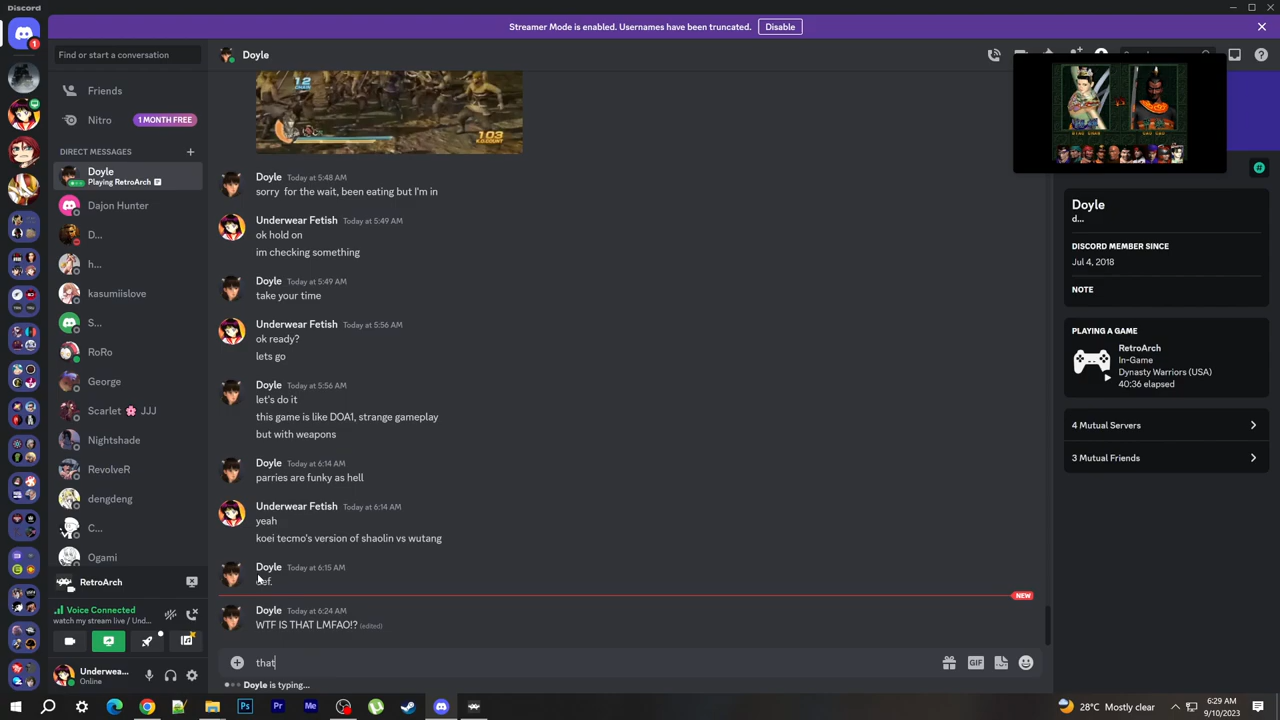 Discord
Streamer Mode is enabled. Usernames have been truncated.
Disable
Find or start a conversation
Doyle
Friends
Nitro
1 MONTH FREE
DIRECT MESSAGES
Doyle
Playing RetroArch
Dajon Hunter
D...
h...
kasumiislove
S...
RoRo
George
Scarlet 🌸 JJJ
Nightshade
RevolveR
dengdeng
C...
Ogami
RetroArch
Voice Connected
watch my stream live / Und...
Underwea...
Online
12
CHAIN
103
K.O.COUNT
Doyle Today at 5:48 AM
sorry for the wait, been eating but I'm in
Underwear Fetish Today at 5:49 AM
ok hold on
im checking something
Doyle Today at 5:49 AM
take your time
Underwear Fetish Today at 5:56 AM
ok ready?
lets go
Doyle Today at 5:56 AM
let's do it
this game is like DOA1, strange gameplay
but with weapons
Doyle Today at 6:14 AM
parries are funky as hell
Underwear Fetish Today at 6:14 AM
yeah
koei tecmo's version of shaolin vs wutang
Doyle Today at 6:15 AM
NEW
Doyle Today at 6:24 AM
WTF IS THAT LMFAO!? (edited)
that
GIF
Doyle is typing...
Doyle
d...
DISCORD MEMBER SINCE
Jul 4, 2018
NOTE
PLAYING A GAME
RetroArch
In-Game
Dynasty Warriors (USA)
40:36 elapsed
4 Mutual Servers
3 Mutual Friends
1
Ps
Pr
Me
28°C Mostly clear
6:29 AM
9/10/2023